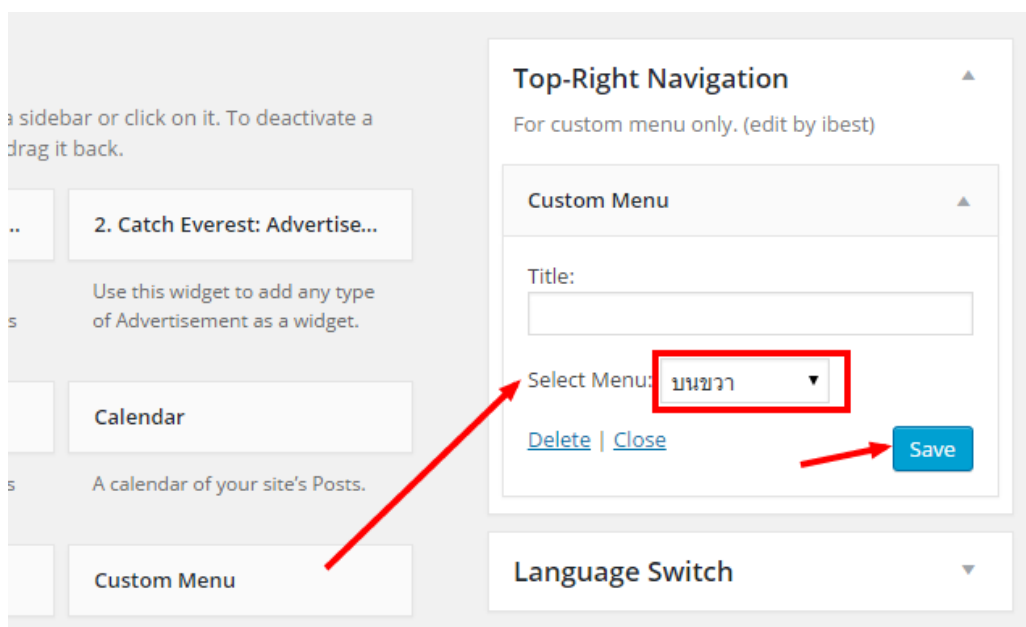 a sidebar or click on it. To deactivate a
drag it back.
..
2. Catch Everest: Advertise...
Use this widget to add any type
s
of Advertisement as a widget.
Calendar
s
A calendar of your site's Posts.
Custom Menu
Top-Right Navigation
For custom menu only. (edit by ibest)
Custom Menu
Title:
Select Menu: บนขวา
Delete | Close
Save
Language Switch